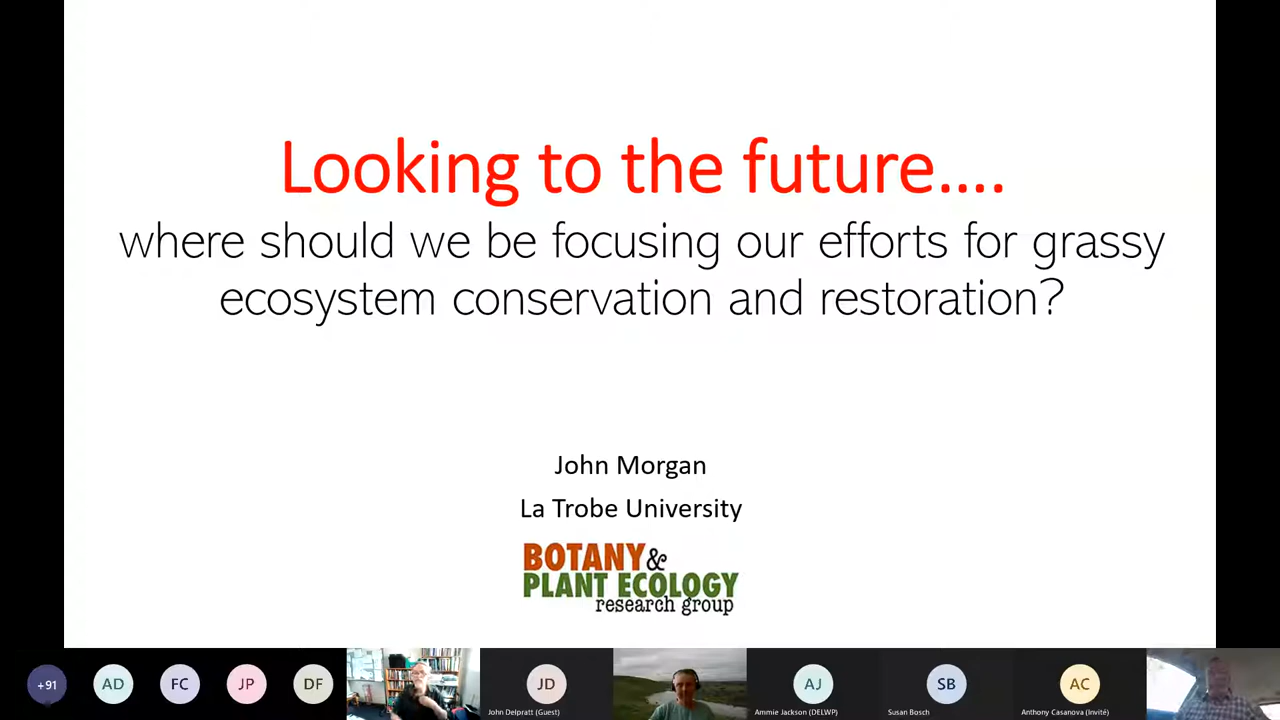 Looking to the future....
where should we be focusing our efforts for grassy
ecosystem conservation and restoration?
John Morgan
La Trobe University
BOTANY &
PLANT ECOLOGY
research group
+91
AD
FC
JP
DF
JD
John Delpratt (Guest)
AJ
Ammie Jackson (DELWP)
SB
Susan Bosch
AC
Anthony Casanova (Invité)